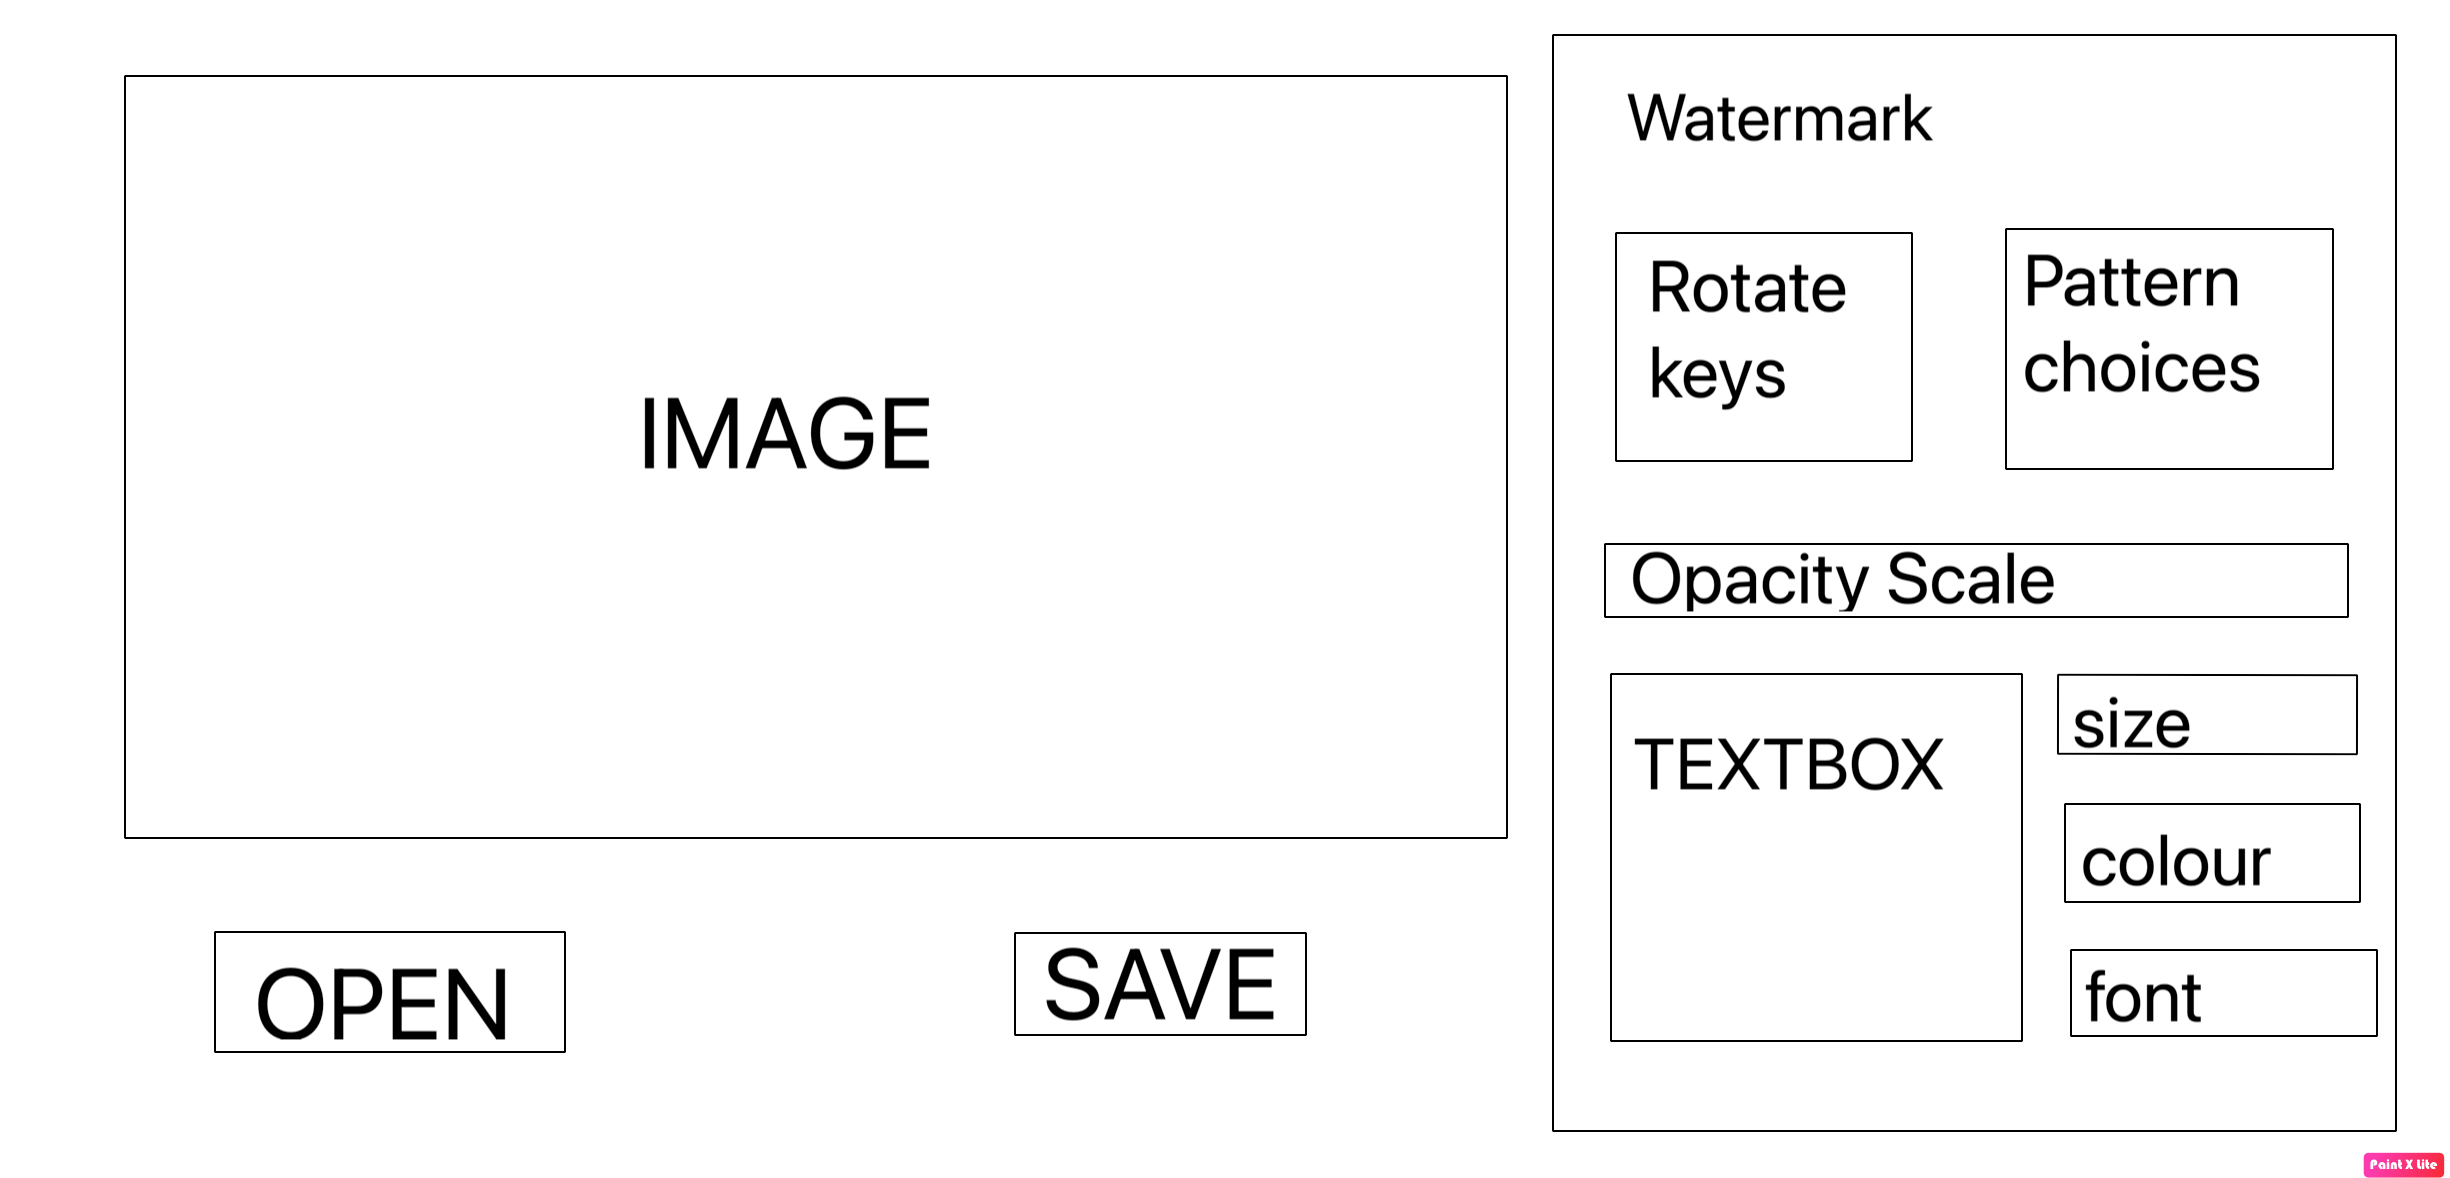 IMAGE
OPEN
SAVE
Watermark
Rotate
keys
Pattern
choices
Opacity Scale
TEXTBOX
size
colour
font
Paint X Lite